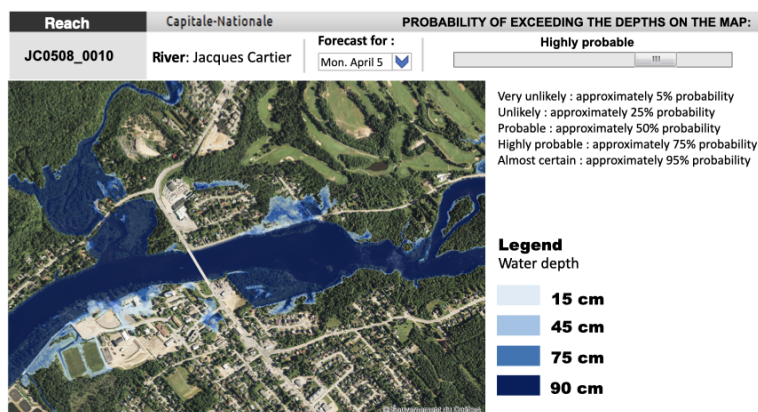 Reach
Capitale-Nationale
PROBABILITY OF EXCEEDING THE DEPTHS ON THE MAP:
JC0508_0010
River: Jacques Cartier
Forecast for :
Mon. April 5
Highly probable
Very unlikely : approximately 5% probability
Unlikely : approximately 25% probability
Probable : approximately 50% probability
Highly probable : approximately 75% probability
Almost certain : approximately 95% probability
Legend
Water depth
15 cm
45 cm
75 cm
90 cm